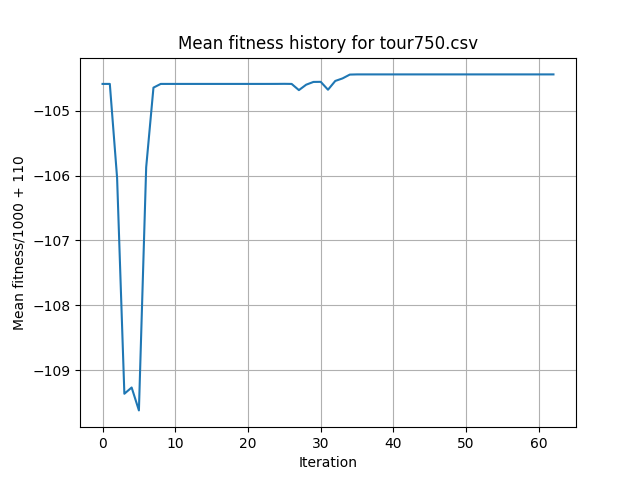 Mean fitness history for tour750.csv
Mean fitness/1000 + 110
−105
−106
−107
−108
−109
0 10 20 30 40 50 60
Iteration